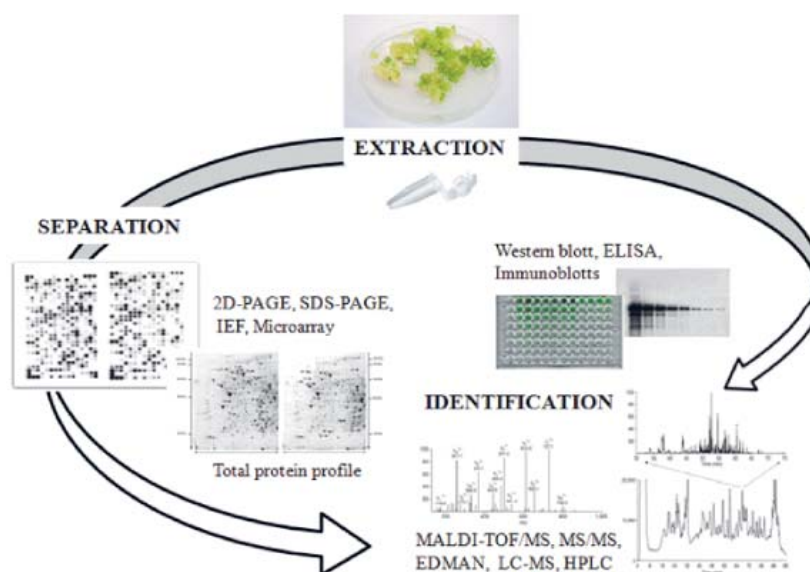 EXTRACTION
SEPARATION
Western blott, ELISA,
Immunoblotts
2D-PAGE, SDS-PAGE,
IEF, Microarray
IDENTIFICATION
Total protein profile
MALDI-TOF/MS, MS/MS,
EDMAN, LC-MS, HPLC